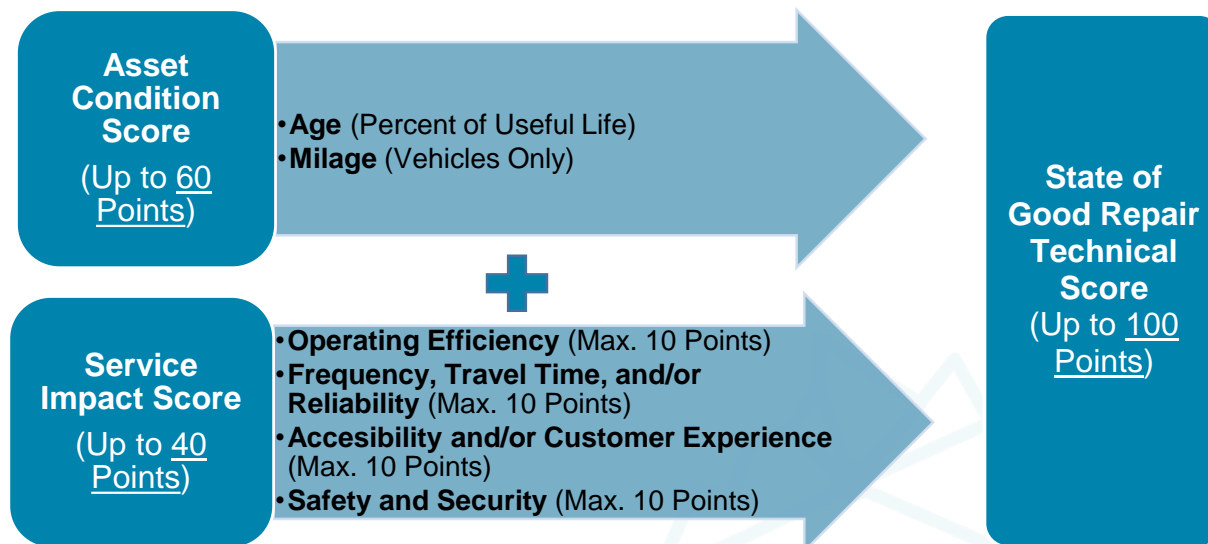 Asset
Condition
Score
(Up to 60
Points)
•Age (Percent of Useful Life)
•Milage (Vehicles Only)
Service
Impact Score
(Up to 40
Points)
•Operating Efficiency (Max. 10 Points)
•Frequency, Travel Time, and/or
Reliability (Max. 10 Points)
•Accesibility and/or Customer Experience
(Max. 10 Points)
•Safety and Security (Max. 10 Points)
State of
Good Repair
Technical
Score
(Up to 100
Points)